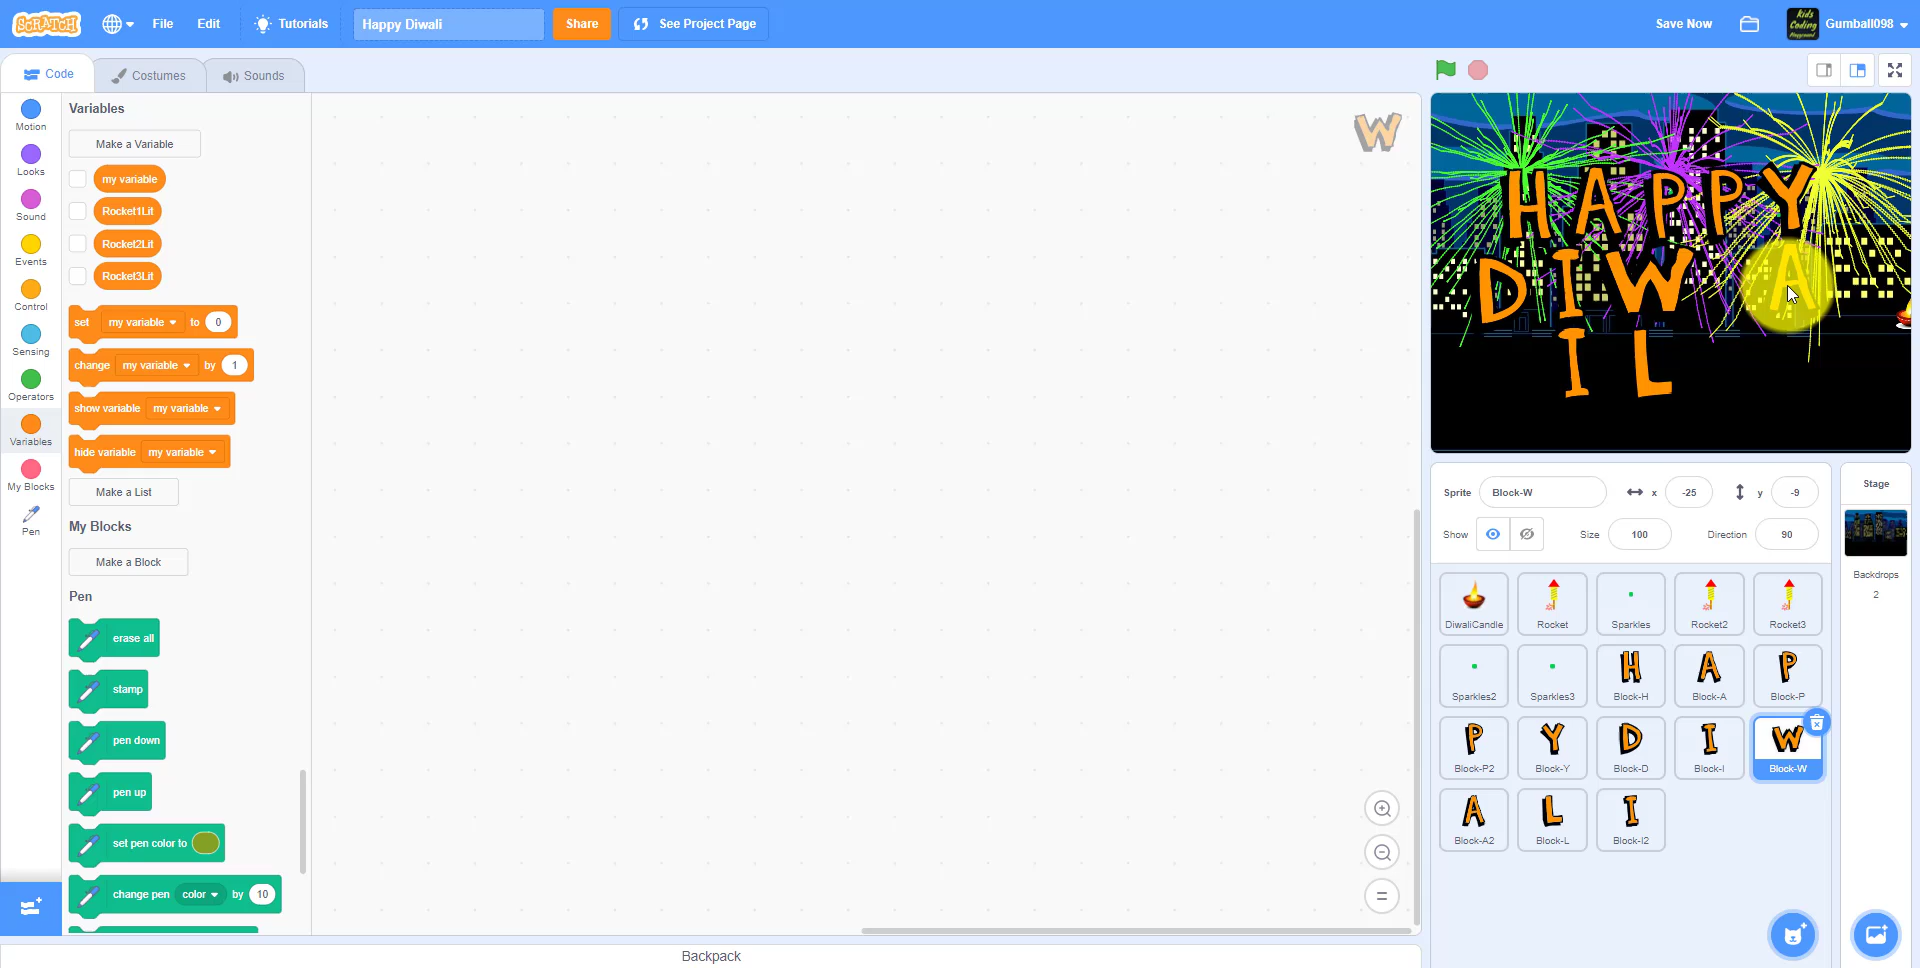 SCRATCH File Edit Tutorials Happy Diwali Share See Project Page Save Now Kids Coding Playground Gumball098
Code Costumes Sounds
Motion
Looks
Sound
Events
Control
Sensing
Operators
Variables
My Blocks
Pen
Variables
Make a Variable
my variable
Rocket1Lit
Rocket2Lit
Rocket3Lit
set my variable to 0
change my variable by 1
show variable my variable
hide variable my variable
Make a List
My Blocks
Make a Block
Pen
erase all
stamp
pen down
pen up
set pen color to
change pen color by 10
W
Backpack
HAPPY
DIW A
I L
Sprite Block-W x -25 y -9
Show Size 100 Direction 90
DiwaliCandle Rocket Sparkles Rocket2 Rocket3
H A P
Sparkles2 Sparkles3 Block-H Block-A Block-P
P Y D I W
Block-P2 Block-Y Block-D Block-I Block-W
A L I
Block-A2 Block-L Block-I2
Stage
Backdrops
2